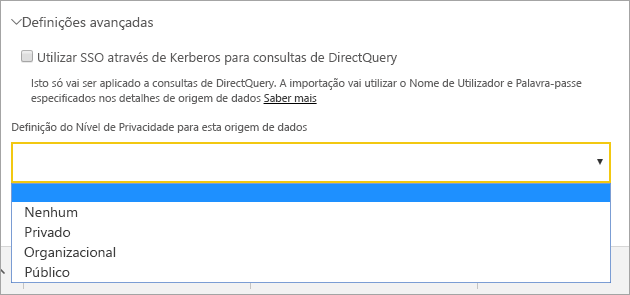 Definições avançadas
Utilizar SSO através de Kerberos para consultas de DirectQuery
Isto só vai ser aplicado a consultas de DirectQuery. A importação vai utilizar o Nome de Utilizador e Palavra-passe
especificados nos detalhes de origem de dados Saber mais
Definição do Nível de Privacidade para esta origem de dados
Nenhum
Privado
Organizacional
Público